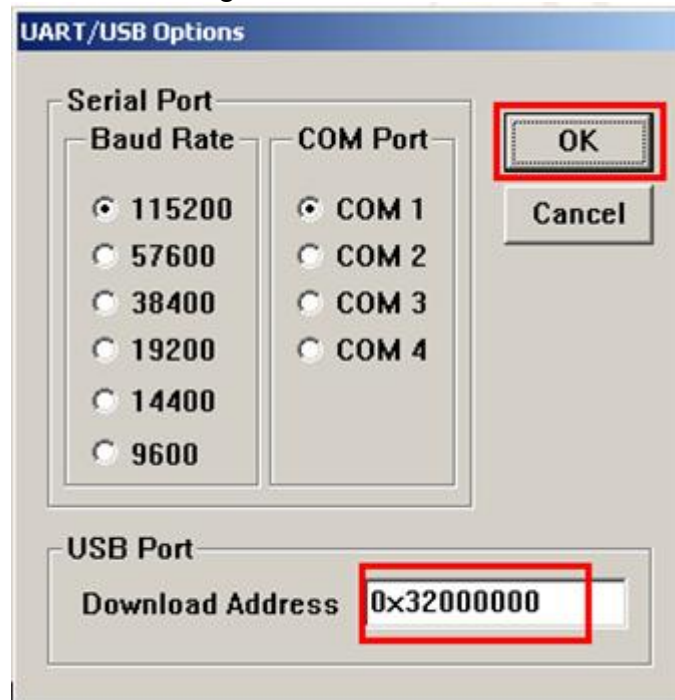 UART/USB Options
Serial Port
Baud Rate
COM Port
OK
115200
COM 1
Cancel
57600
COM 2
38400
COM 3
19200
COM 4
14400
9600
USB Port
Download Address 0x32000000